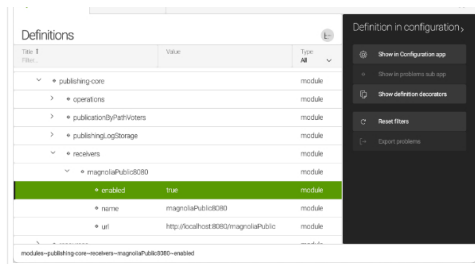 Definitions
Definition in configuration
Title 1 Value Type
Filter... All
publishing-core module
operations module
publicationByPathVoters module
publishingLogStorage module
receivers module
magnoliaPublic8080 module
enabled true module
name magnoliaPublic8080 module
url http://localhost:8080/magnoliaPublic module
module
Show in Configuration app
Show in problems sub app
Show definition decorators
Reset filters
Export problems
modules~publishing-core~receivers~magnoliaPublic8080~enabled